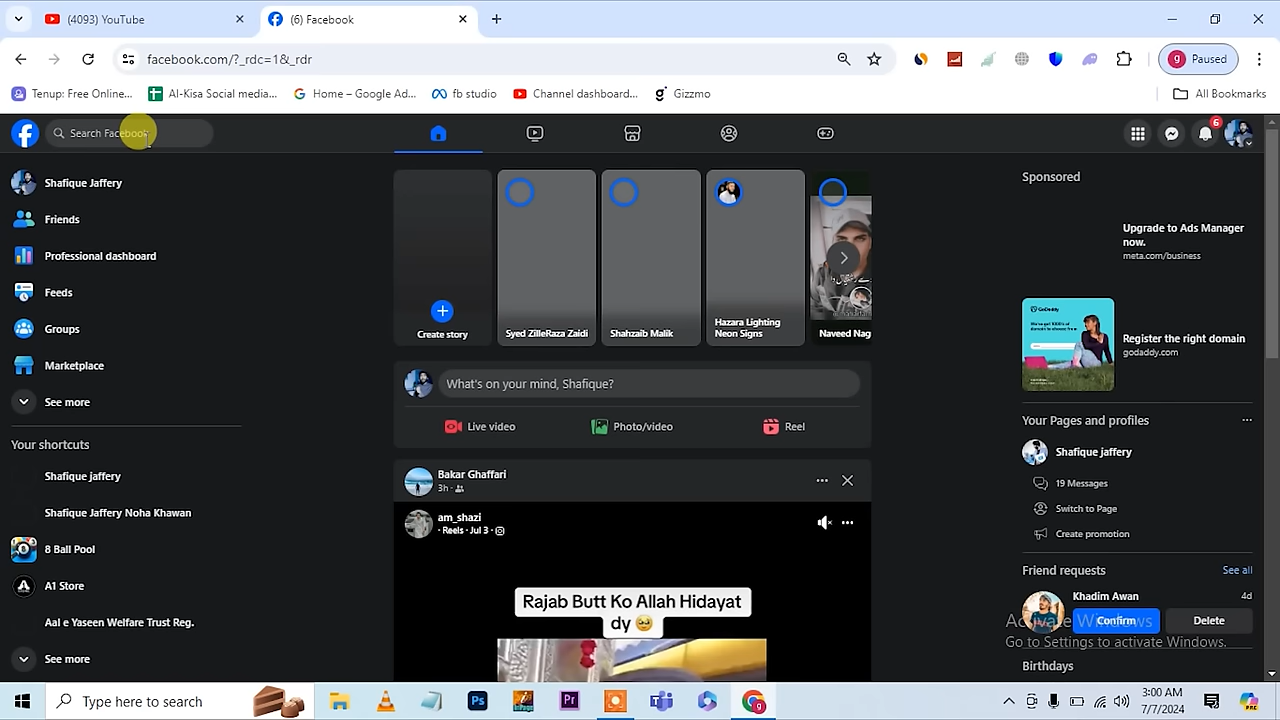 (4093) YouTube
(6) Facebook
facebook.com/?_rdc=1&_rdr
Paused
Tenup: Free Online...
Al-Kisa Social media...
Home – Google Ad...
fb studio
Channel dashboard...
Gizmmo
All Bookmarks
Search Facebook
6
Shafique Jaffery
Friends
Professional dashboard
Feeds
Groups
Marketplace
See more
Your shortcuts
Shafique jaffery
Shafique Jaffery Noha Khawan
8 Ball Pool
A1 Store
Aal e Yaseen Welfare Trust Reg.
See more
Create story
Syed ZilleRaza Zaidi
Shahzaib Malik
Hazara Lighting
Neon Signs
Naveed Naq
What's on your mind, Shafique?
Live video
Photo/video
Reel
Bakar Ghaffari
3h ·
am_shazi
· Reels · Jul 3 ·
Rajab Butt Ko Allah Hidayat
dy 🥹
Sponsored
Upgrade to Ads Manager
now.
meta.com/business
GoDaddy
Register the right domain
godaddy.com
Your Pages and profiles
Shafique jaffery
19 Messages
Switch to Page
Create promotion
Friend requests
See all
Khadim Awan
4d
Confirm
Delete
Activate Windows
Go to Settings to activate Windows.
Birthdays
Type here to search
Ps
Pr
3:00 AM
7/7/2024